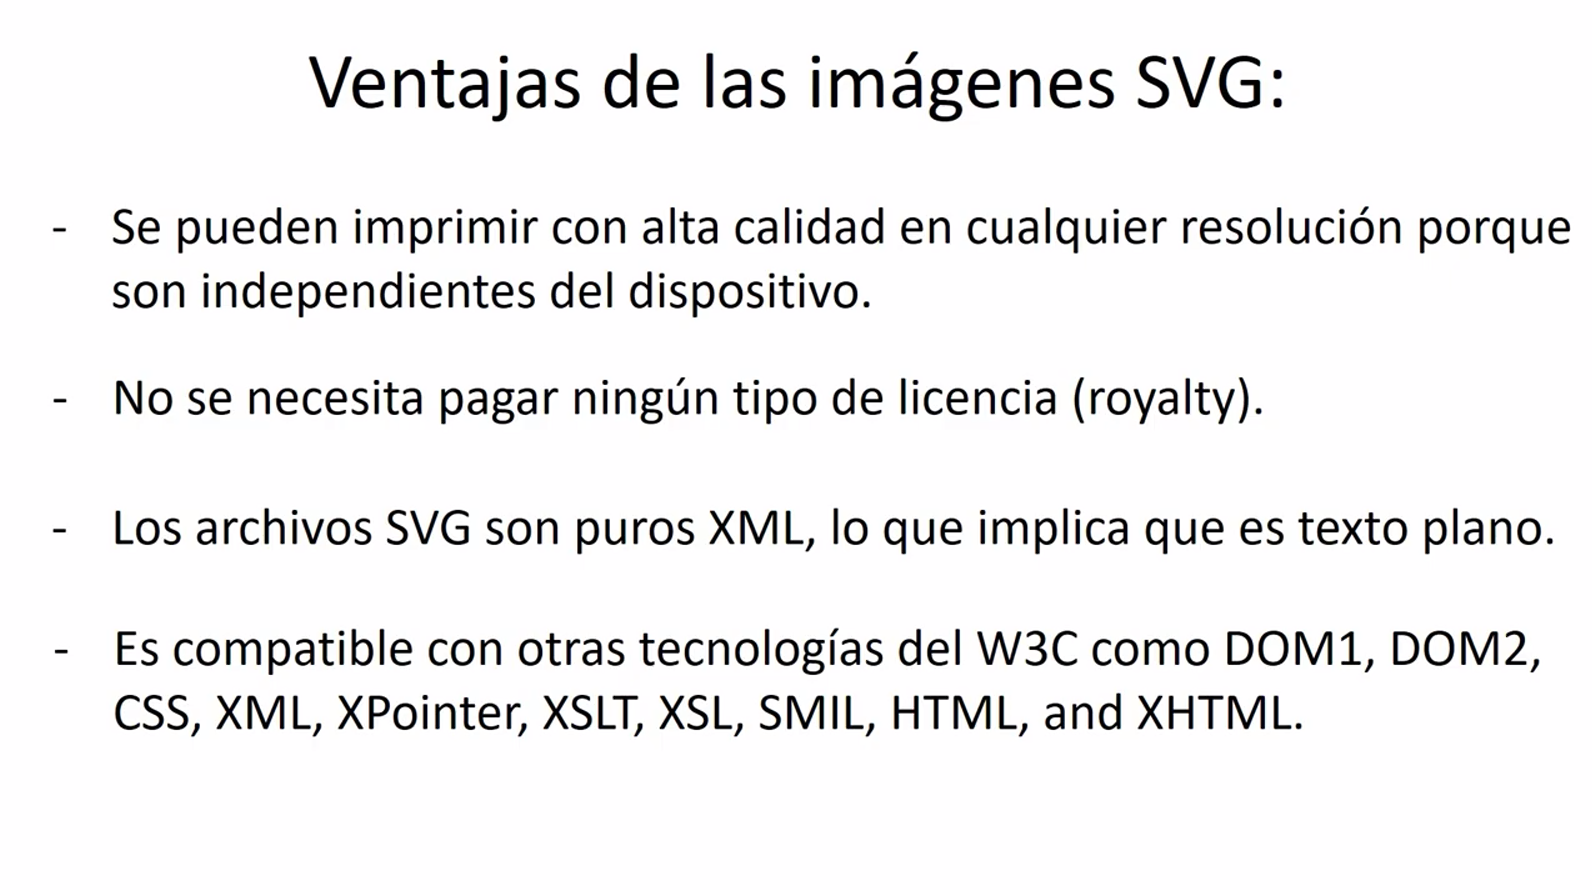 Ventajas de las imágenes SVG:
- Se pueden imprimir con alta calidad en cualquier resolución porque
son independientes del dispositivo.
- No se necesita pagar ningún tipo de licencia (royalty).
- Los archivos SVG son puros XML, lo que implica que es texto plano.
- Es compatible con otras tecnologías del W3C como DOM1, DOM2,
CSS, XML, XPointer, XSLT, XSL, SMIL, HTML, and XHTML.